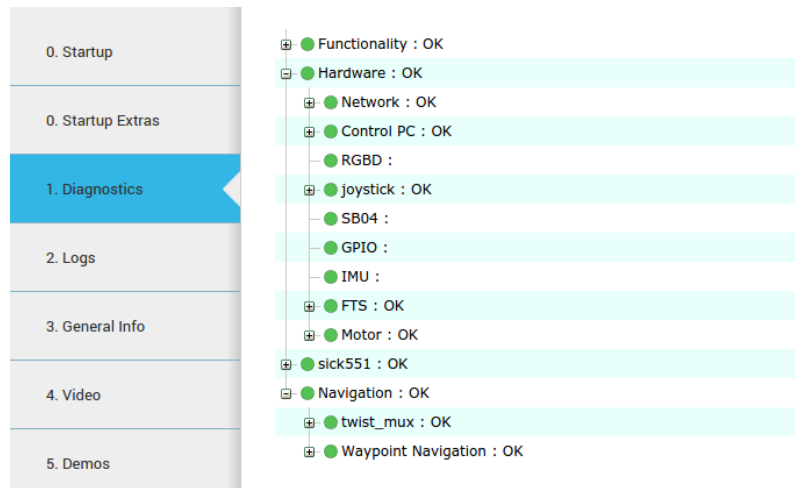 0. Startup
0. Startup Extras
1. Diagnostics
2. Logs
3. General Info
4. Video
5. Demos
Functionality : OK
Hardware : OK
Network : OK
Control PC : OK
RGBD :
joystick : OK
SB04 :
GPIO :
IMU :
FTS : OK
Motor : OK
sick551 : OK
Navigation : OK
twist_mux : OK
Waypoint Navigation : OK